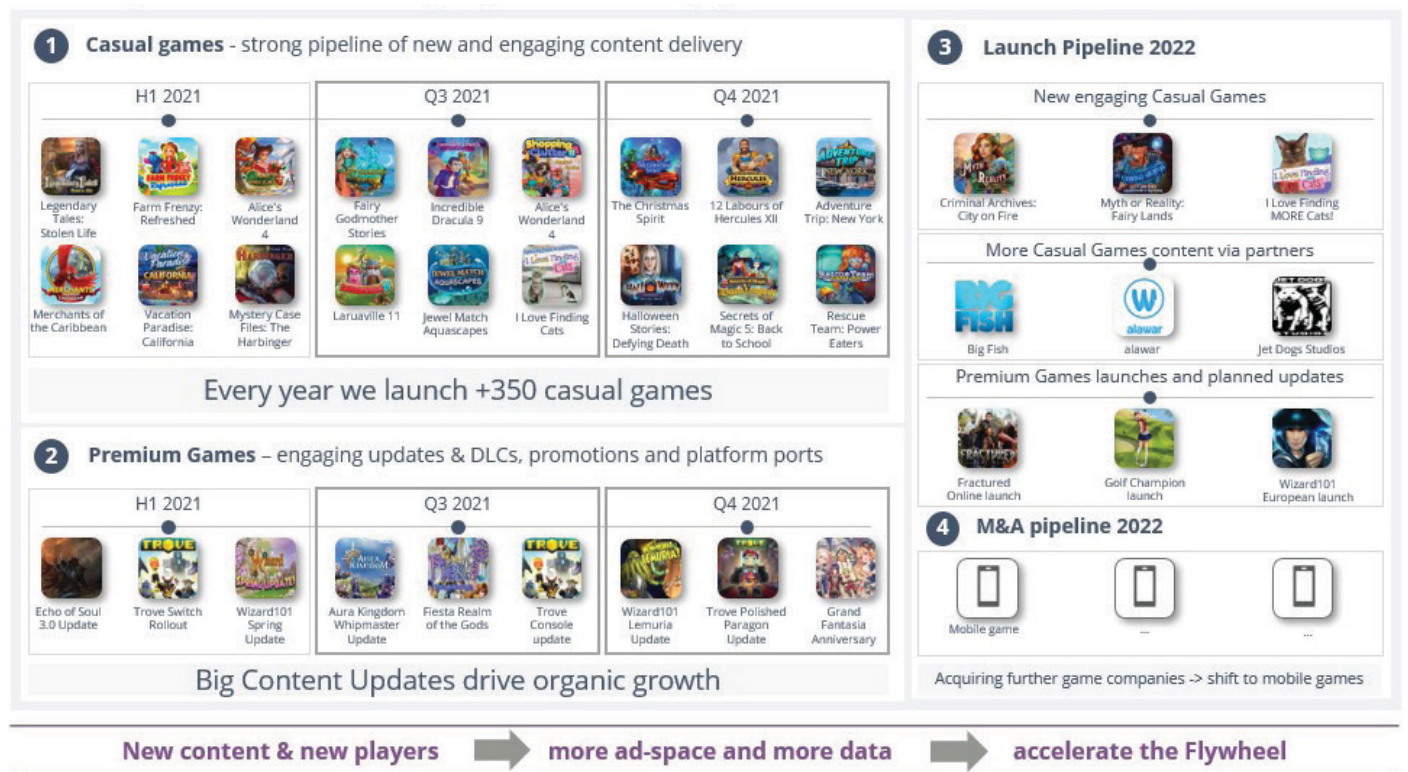 1 Casual games - strong pipeline of new and engaging content delivery
H1 2021
Legendary
Tales:
Stolen Life
Farm Frenzy:
Refreshed
Alice's
Wonderland
4
Merchants of
the Caribbean
Vacation
Paradise:
California
Mystery Case
Files: The
Harbinger
Q3 2021
Fairy
Godmother
Stories
Incredible
Dracula 9
Alice's
Wonderland
4
Laruaville 11
Jewel Match
Aquascapes
I Love Finding
Cats
Q4 2021
The Christmas
Spirit
12 Labours of
Hercules XII
Adventure
Trip: New York
Halloween
Stories:
Defying Death
Secrets of
Magic 5: Back
to School
Rescue
Team: Power
Eaters
Every year we launch +350 casual games
2 Premium Games – engaging updates & DLCs, promotions and platform ports
H1 2021
Echo of Soul
3.0 Update
TROVE
Trove Switch
Rollout
Wizard101
Spring
Update
Q3 2021
Aura Kingdom
Whipmaster
Update
Fiesta Realm
of the Gods
TROVE
Trove
Console
update
Q4 2021
Wizard101
Lemuria
Update
TROVE
Trove Polished
Paragon
Update
Grand
Fantasia
Anniversary
Big Content Updates drive organic growth
3 Launch Pipeline 2022
New engaging Casual Games
Criminal Archives:
City on Fire
Myth or Reality:
Fairy Lands
I Love Finding
MORE Cats!
More Casual Games content via partners
BIG
FISH
Big Fish
alawar
alawar
JET DOGS
STUDIOS
Jet Dogs Studios
Premium Games launches and planned updates
FRACTURED
Fractured
Online launch
Golf Champion
launch
Wizard101
European launch
4 M&A pipeline 2022
Mobile game
...
...
Acquiring further game companies -> shift to mobile games
New content & new players
more ad-space and more data
accelerate the Flywheel